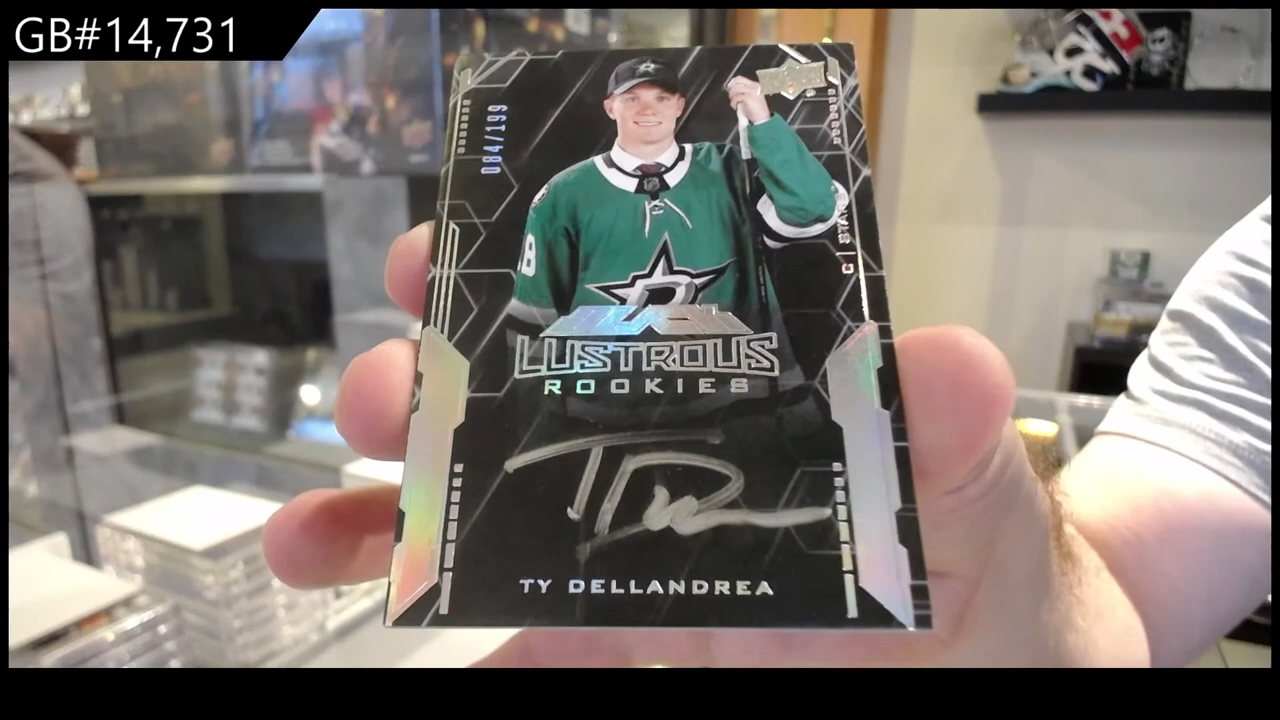 GB#14,731
084/199
C | STARS
LUSTROUS
ROOKIES
TY DELLANDREA